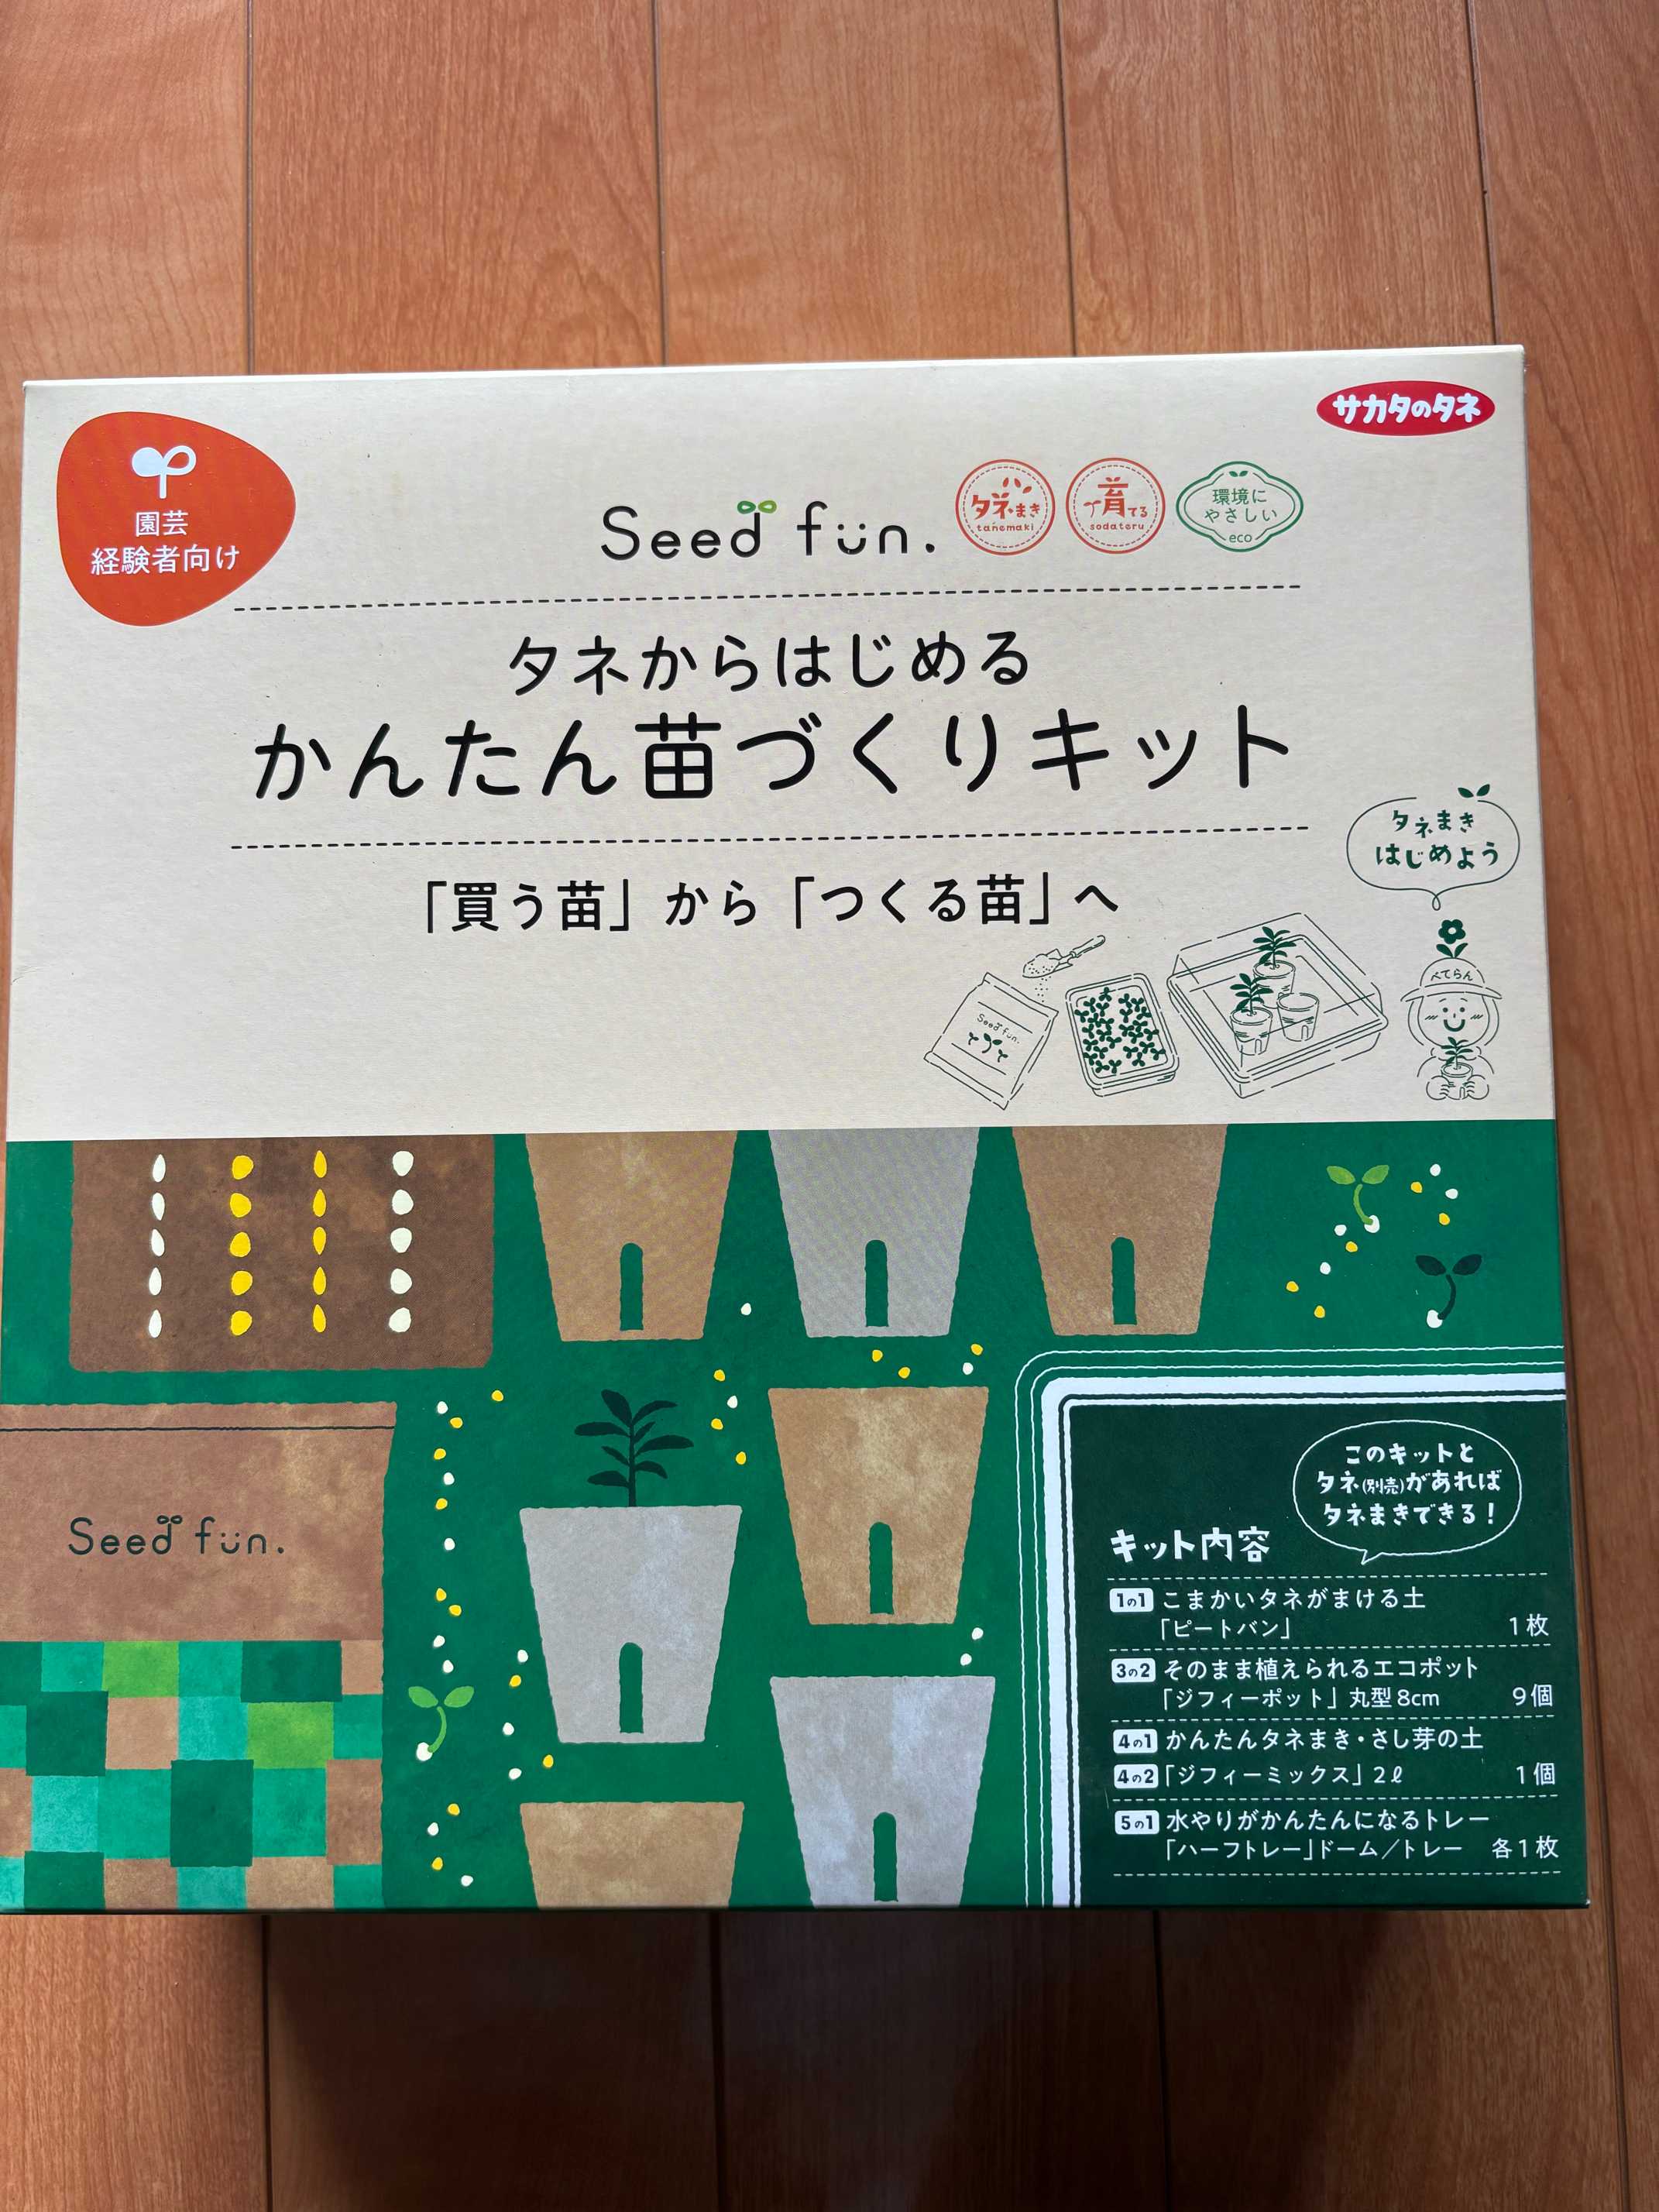 サカタのタネ
園芸
経験者向け
Seed fun.
タネまき
tanemaki
育てる
sodateru
環境に
やさしい
eco
タネからはじめる
かんたん苗づくりキット
「買う苗」から「つくる苗」へ
タネまき
はじめよう
べてらん
Seed fun.
Seed fun.
このキットと
タネ(別売)があれば
タネまきできる！
キット内容
1の1 こまかいタネがまける土
「ピートバン」 1枚
3の2 そのまま植えられるエコポット
「ジフィーポット」丸型8cm 9個
4の1 かんたんタネまき・さし芽の土
4の2 「ジフィーミックス」2ℓ 1個
5の1 水やりがかんたんになるトレー
「ハーフトレー」ドーム／トレー 各1枚